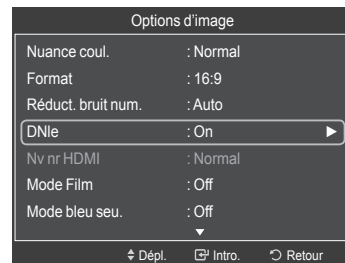 Options d'image
Nuance coul. : Normal
Format : 16:9
Réduct. bruit num. : Auto
DNIe : On
Nv nr HDMI : Normal
Mode Film : Off
Mode bleu seu. : Off
Dépl. Intro. Retour